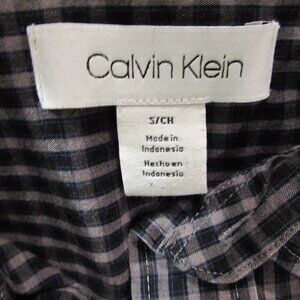 Calvin Klein
S/CH
Made in
Indonesia
Hecho en
Indonesia